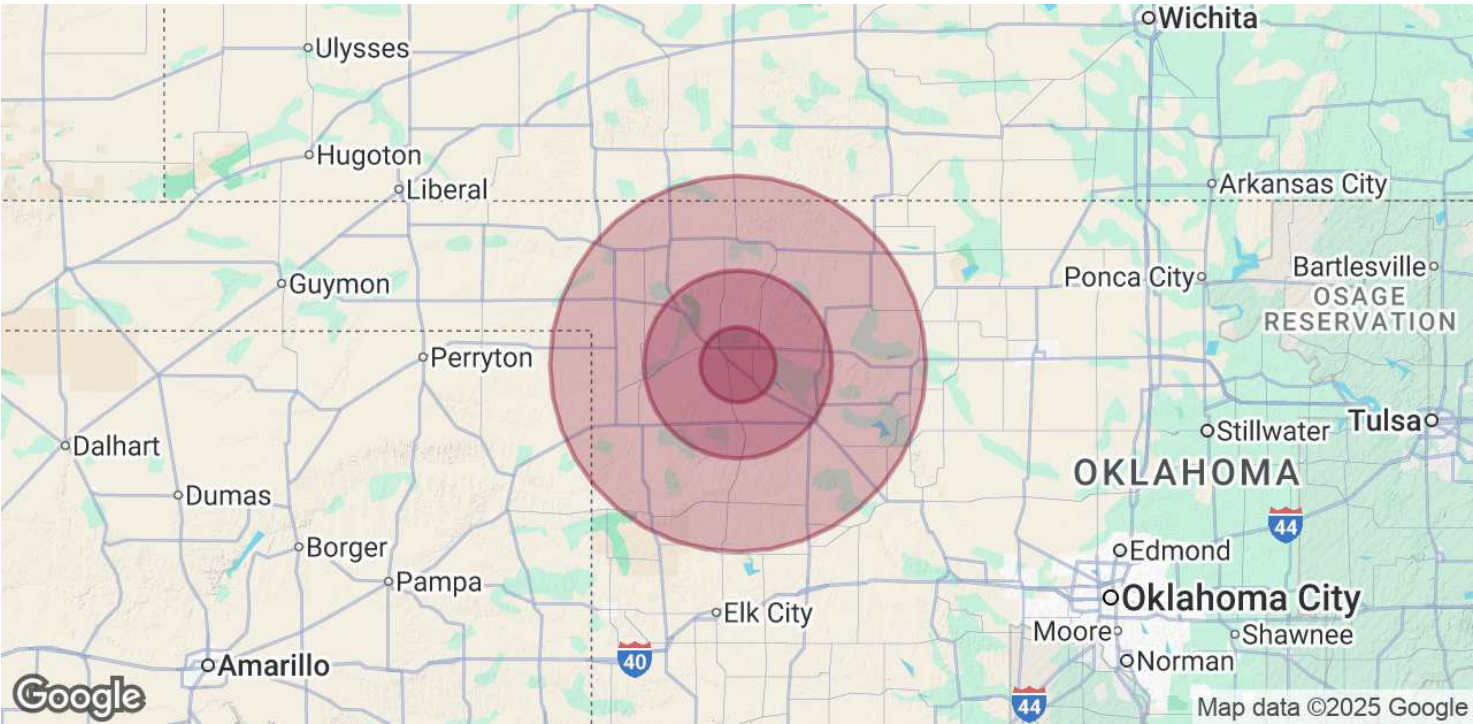 Wichita
Ulysses
Hugoton
Liberal
Arkansas City
Guymon
Ponca City
Bartlesville
OSAGE
RESERVATION
Perryton
Dalhart
Stillwater
Tulsa
OKLAHOMA
Dumas
44
Borger
Edmond
Pampa
Oklahoma City
Elk City
Moore
Shawnee
40
Norman
Amarillo
44
Google
Map data ©2025 Google